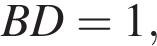 BD = 1,